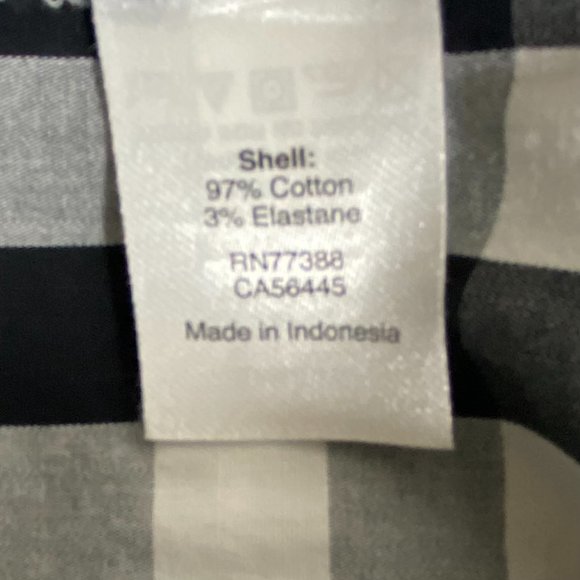 Shell:
97% Cotton
3% Elastane
RN77388
CA56445
Made in Indonesia